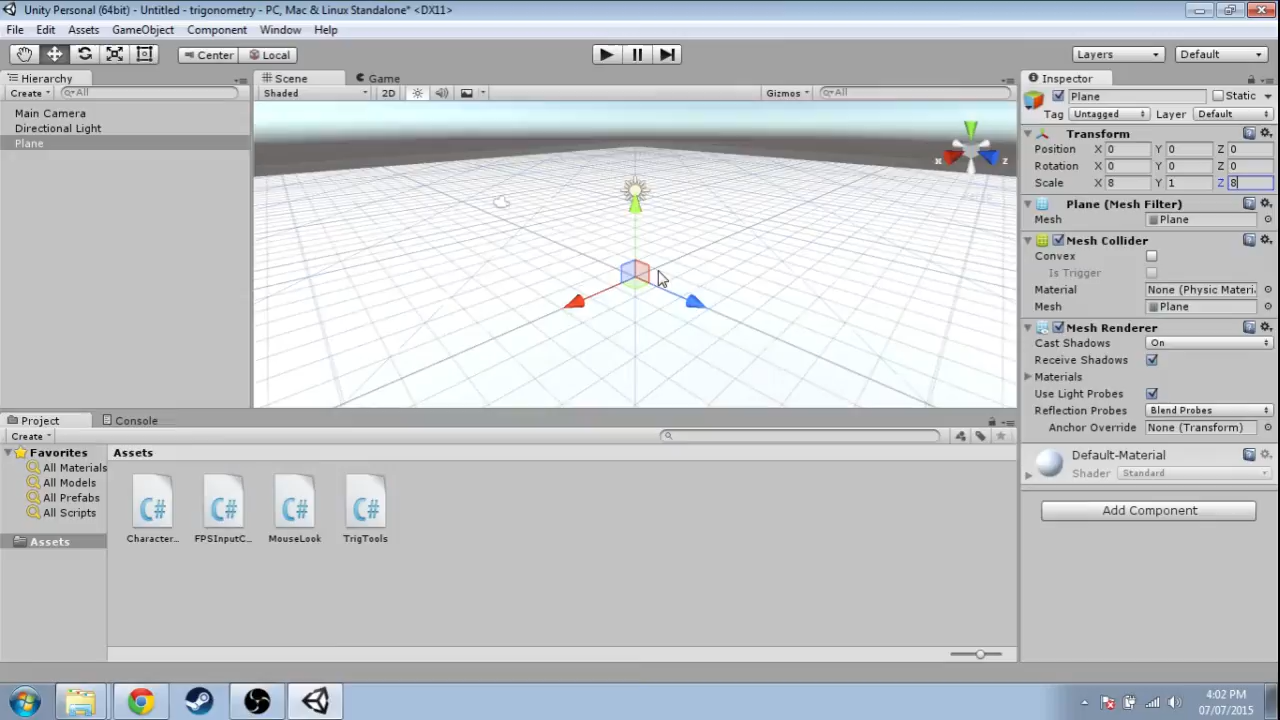 Unity Personal (64bit) - Untitled - trigonometry - PC, Mac & Linux Standalone* <DX11>
File Edit Assets GameObject Component Window Help
Center Local Layers Default
Hierarchy
Create All
Main Camera
Directional Light
Plane
Scene Game
Shaded 2D Gizmos All
x z
Inspector
Plane Static
Tag Untagged Layer Default
Transform
Position X 0 Y 0 Z 0
Rotation X 0 Y 0 Z 0
Scale X 8 Y 1 Z 8
Plane (Mesh Filter)
Mesh Plane
Mesh Collider
Convex
Is Trigger
Material None (Physic Materi
Mesh Plane
Mesh Renderer
Cast Shadows On
Receive Shadows
Materials
Use Light Probes
Reflection Probes Blend Probes
Anchor Override None (Transform)
Default-Material
Shader Standard
Add Component
Project Console
Create
Favorites
All Materials
All Models
All Prefabs
All Scripts
Assets
Assets
C# C# C# C#
Character... FPSInputC... MouseLook TrigTools
4:02 PM
07/07/2015